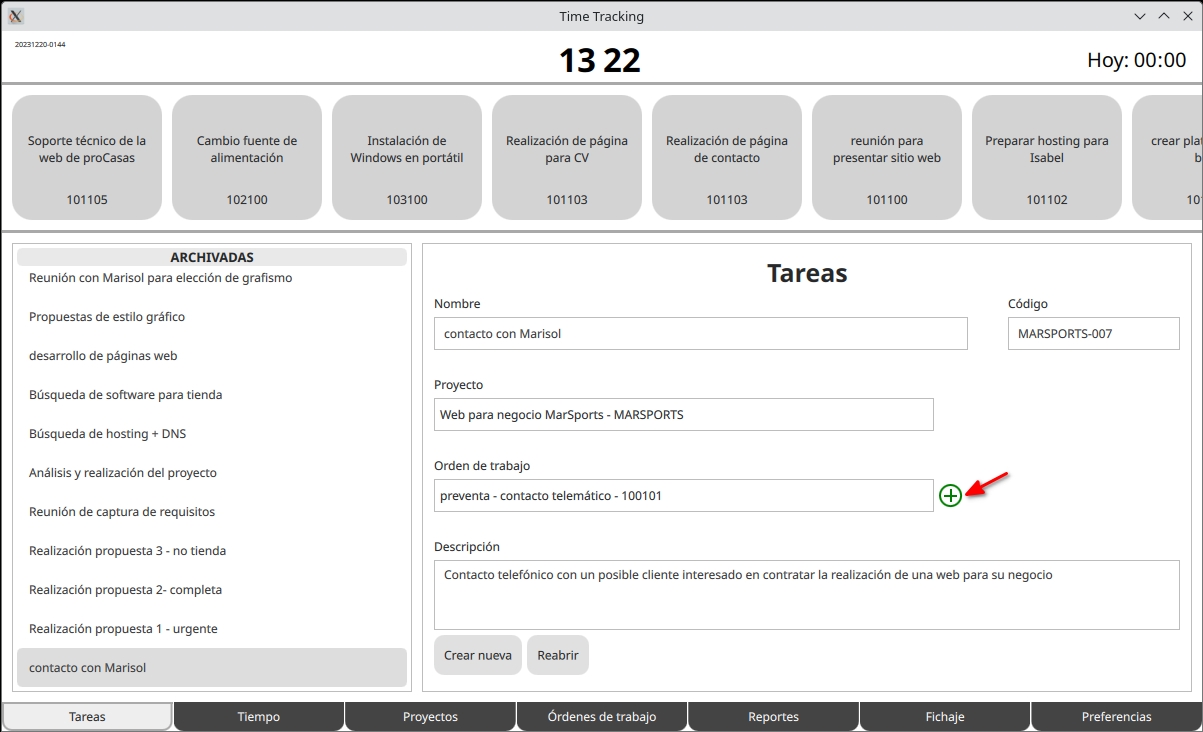 Time Tracking
20231220-0144
13 22
Hoy: 00:00
Soporte técnico de la
web de proCasas
101105
Cambio fuente de
alimentación
102100
Instalación de
Windows en portátil
103100
Realización de página
para CV
101103
Realización de página
de contacto
101103
reunión para
presentar sitio web
101100
Preparar hosting para
Isabel
101102
crear
ARCHIVADAS
Reunión con Marisol para elección de grafismo
Propuestas de estilo gráfico
desarrollo de páginas web
Búsqueda de software para tienda
Búsqueda de hosting + DNS
Análisis y realización del proyecto
Reunión de captura de requisitos
Realización propuesta 3 - no tienda
Realización propuesta 2- completa
Realización propuesta 1 - urgente
contacto con Marisol
Tareas
Nombre
Código
contacto con Marisol
MARSPORTS-007
Proyecto
Web para negocio MarSports - MARSPORTS
Orden de trabajo
preventa - contacto telemático - 100101
Descripción
Contacto telefónico con un posible cliente interesado en contratar la realización de una web para su negocio
Crear nueva
Reabrir
Tareas
Tiempo
Proyectos
Órdenes de trabajo
Reportes
Fichaje
Preferencias